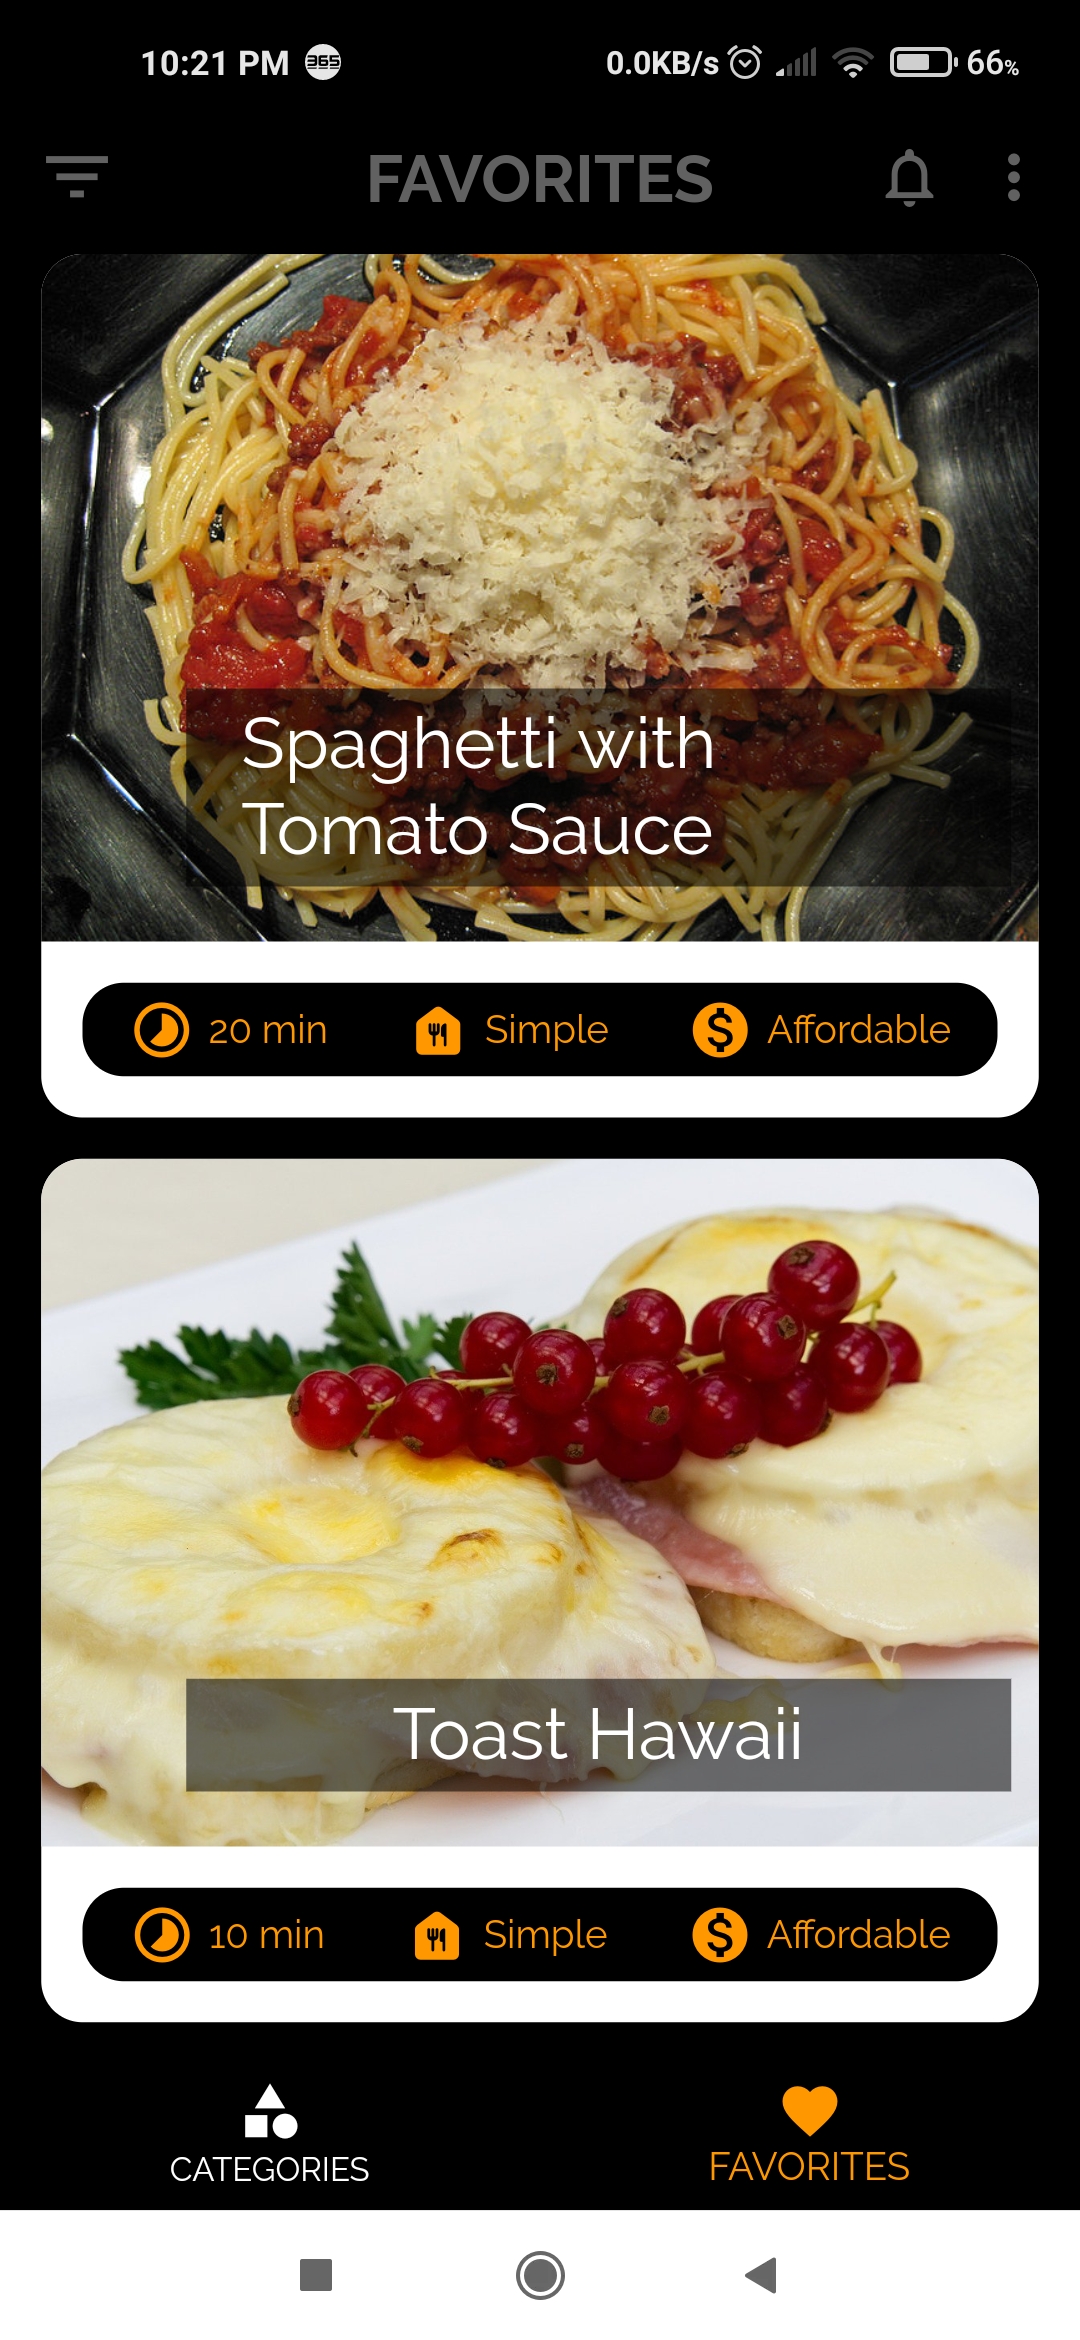 10:21 PM 365 0.0KB/s 66%
FAVORITES
Spaghetti with
Tomato Sauce
20 min Simple $ Affordable
Toast Hawaii
10 min Simple $ Affordable
CATEGORIES FAVORITES